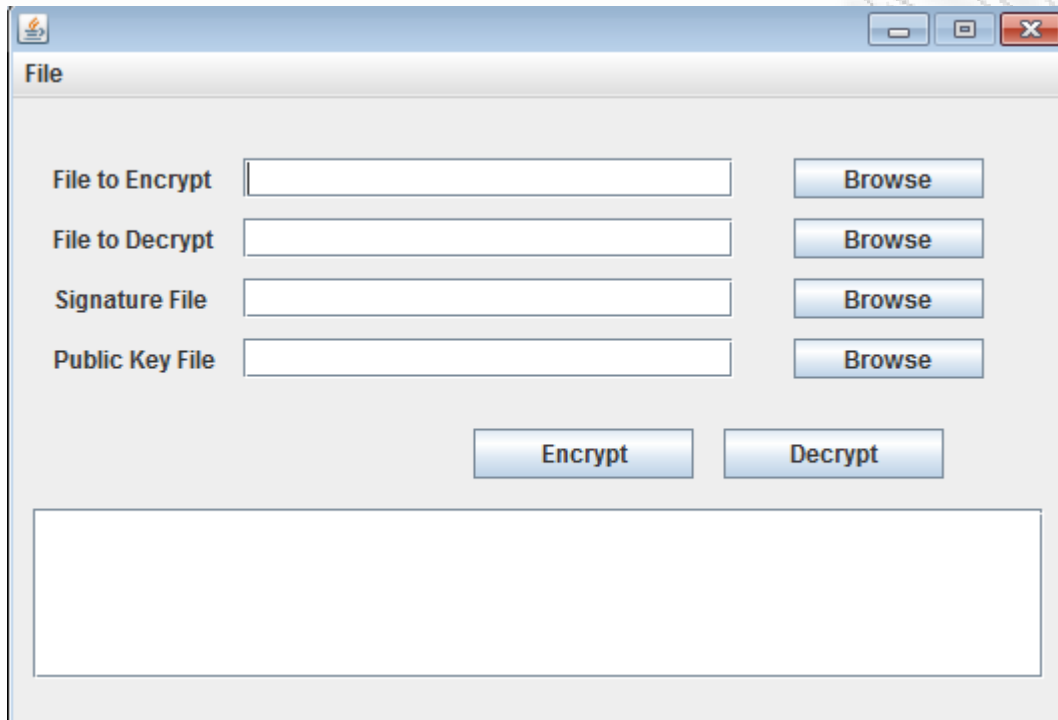 File
File to Encrypt Browse
File to Decrypt Browse
Signature File Browse
Public Key File Browse
Encrypt Decrypt